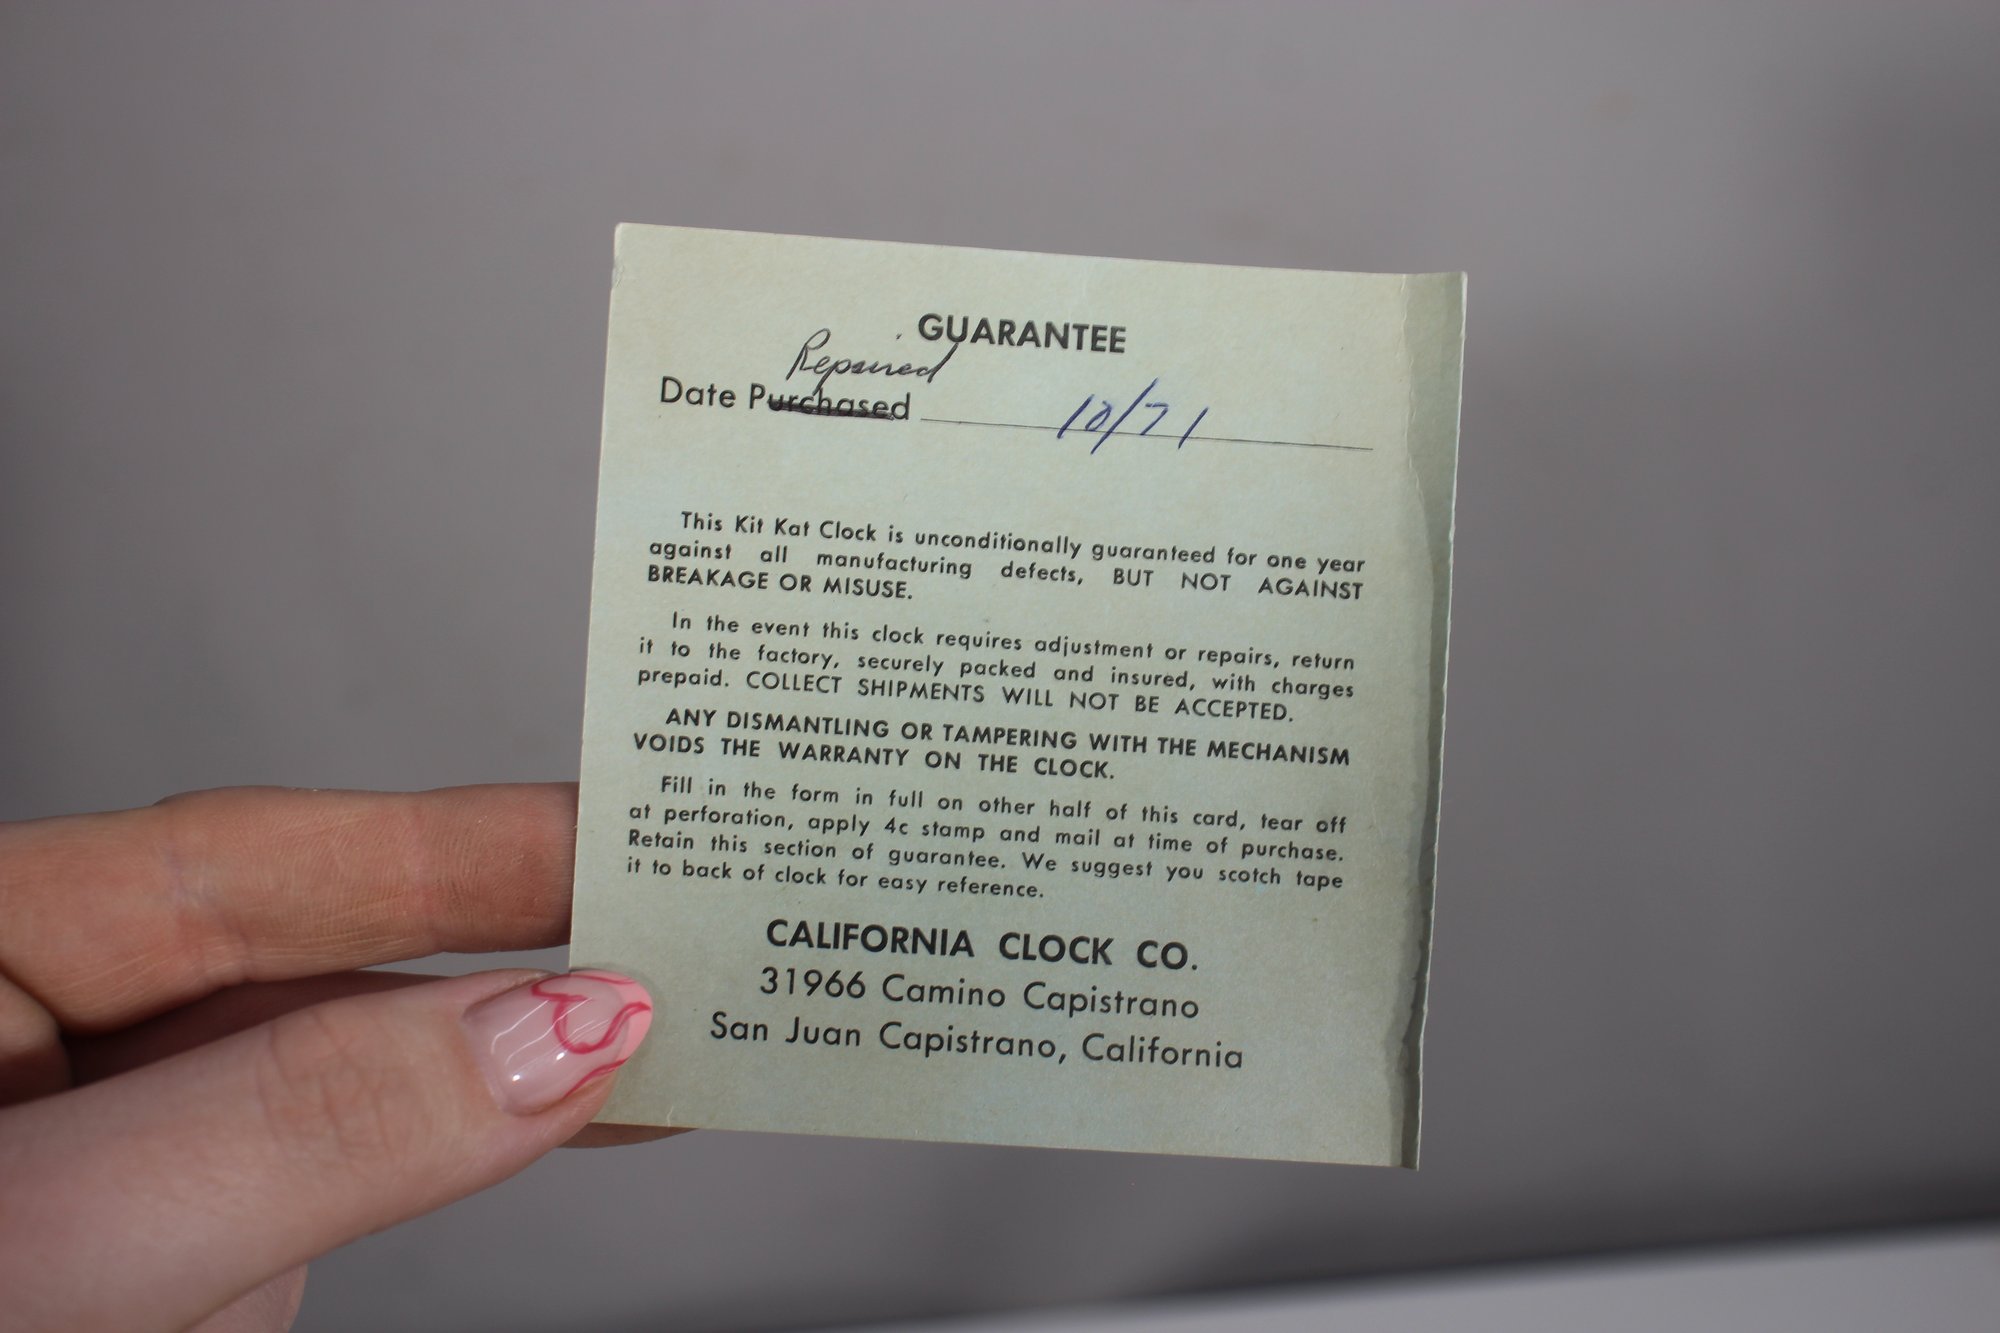 GUARANTEE
Repaired
Date Purchased 10/71
This Kit Kat Clock is unconditionally guaranteed for one year
against all manufacturing defects, BUT NOT AGAINST
BREAKAGE OR MISUSE.
In the event this clock requires adjustment or repairs, return
it to the factory, securely packed and insured, with charges
prepaid. COLLECT SHIPMENTS WILL NOT BE ACCEPTED.
ANY DISMANTLING OR TAMPERING WITH THE MECHANISM
VOIDS THE WARRANTY ON THE CLOCK.
Fill in the form in full on other half of this card, tear off
at perforation, apply 4c stamp and mail at time of purchase.
Retain this section of guarantee. We suggest you scotch tape
it to back of clock for easy reference.
CALIFORNIA CLOCK CO.
31966 Camino Capistrano
San Juan Capistrano, California